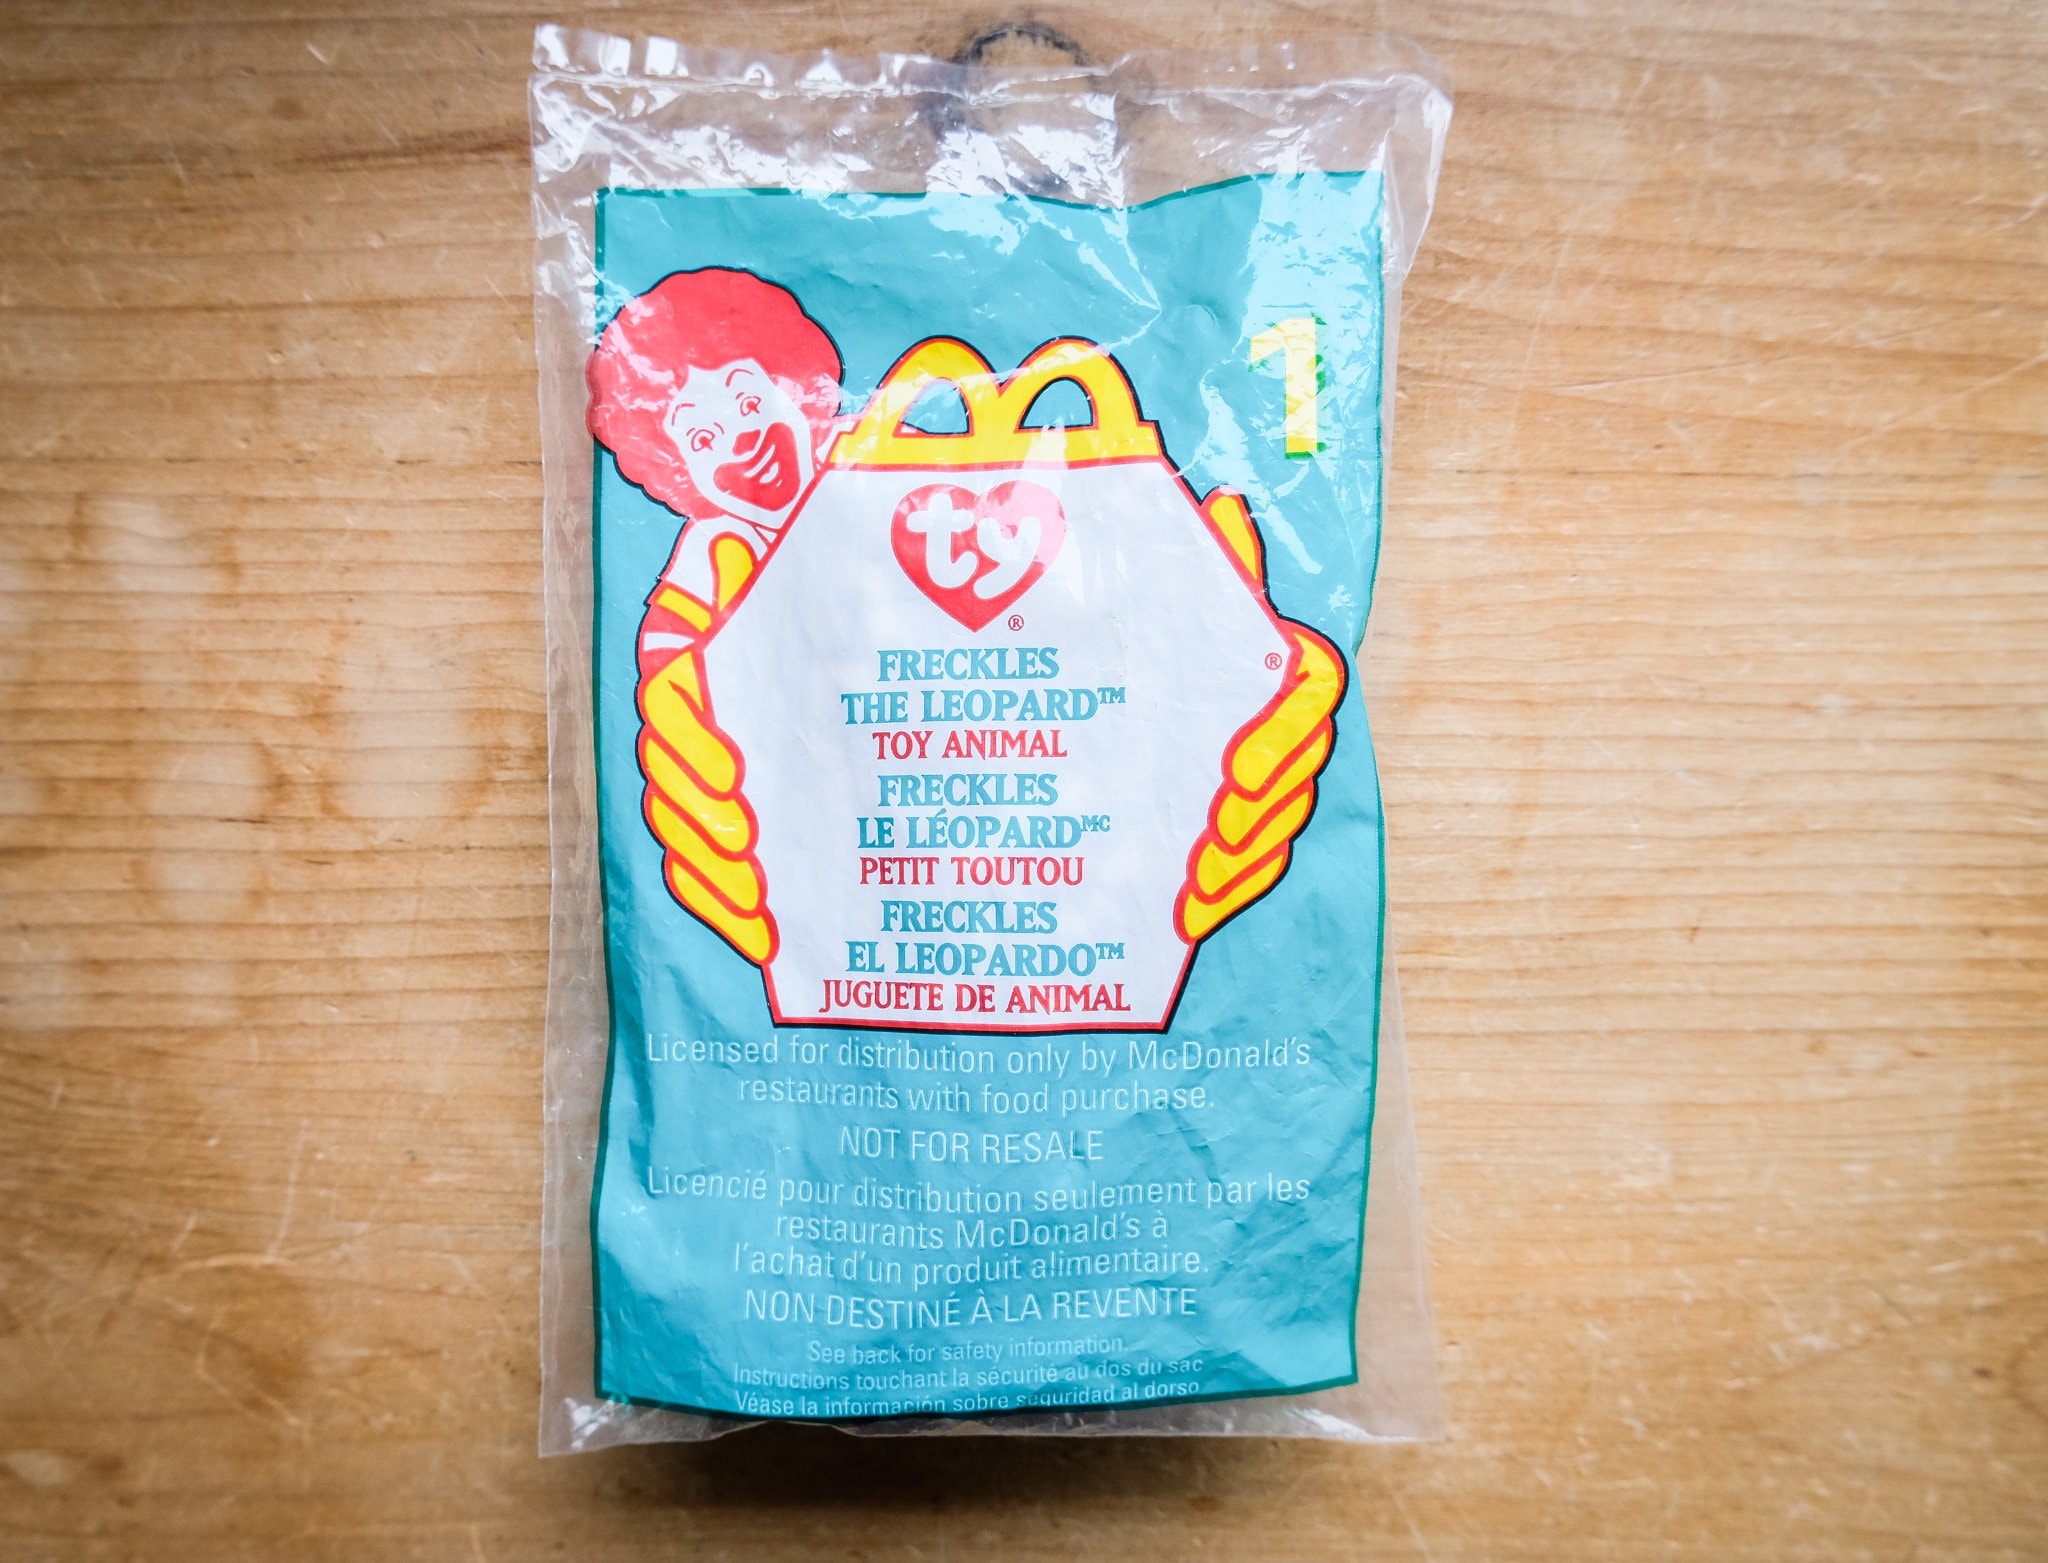 1
ty®
®
FRECKLES
THE LEOPARD™
TOY ANIMAL
FRECKLES
LE LÉOPARDᴹᶜ
PETIT TOUTOU
FRECKLES
EL LEOPARDO™
JUGUETE DE ANIMAL
Licensed for distribution only by McDonald's
restaurants with food purchase.
NOT FOR RESALE
Licencié pour distribution seulement par les
restaurants McDonald's à
l'achat d'un produit alimentaire.
NON DESTINÉ À LA REVENTE
See back for safety information.
Instructions touchant la sécurité au dos du sac
Véase la información sobre seguridad al dorso